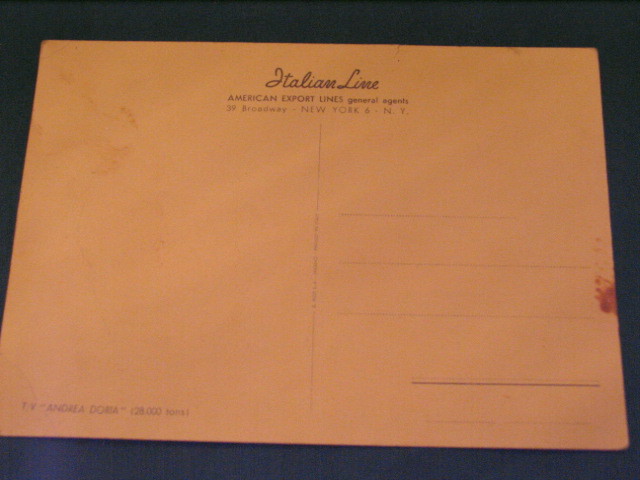 Italian Line
AMERICAN EXPORT LINES general agents
39 Broadway - NEW YORK 6 - N. Y.
T/V "ANDREA DORIA" (28.000 tons)